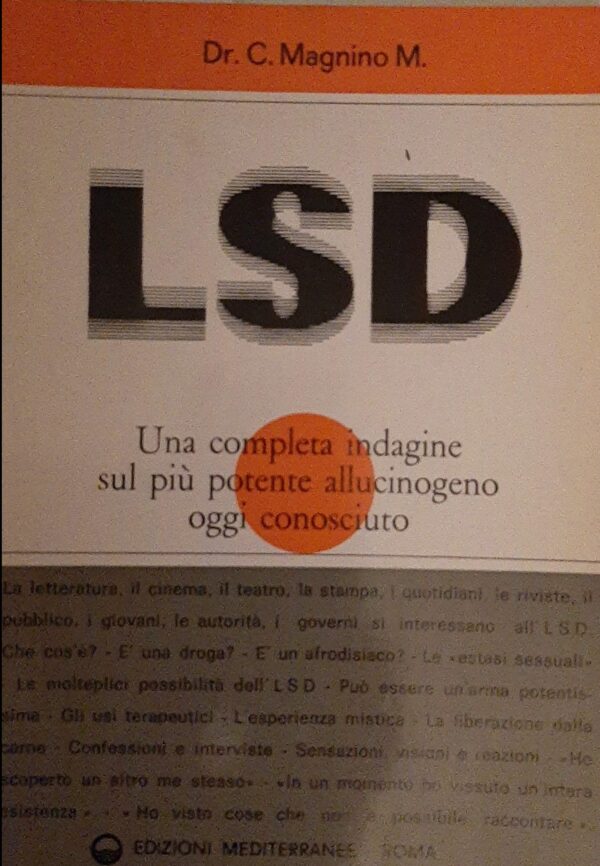 Dr. C. Magnino M.
LSD
Una completa indagine
sul più potente allucinogeno
oggi conosciuto
La letteratura, il cinema, il teatro, la stampa, i quotidiani, le riviste, il
pubblico, i giovani, le autorità, i governi si interessano all'LSD.
Che cos'è? - E' una droga? - E' un afrodisiaco? - Le «estasi sessuali»
- Le molteplici possibilità dell'LSD - Può essere un'arma potentis-
sima - Gli usi terapeutici - L'esperienza mistica - La liberazione dalla
carne - Confessioni e interviste - Sensazioni, visioni e reazioni - «Ho
scoperto un altro me stesso» - «In un momento ho vissuto un'intera
esistenza» - «Ho visto cose che non è possibile raccontare».
EDIZIONI MEDITERRANEE ROMA